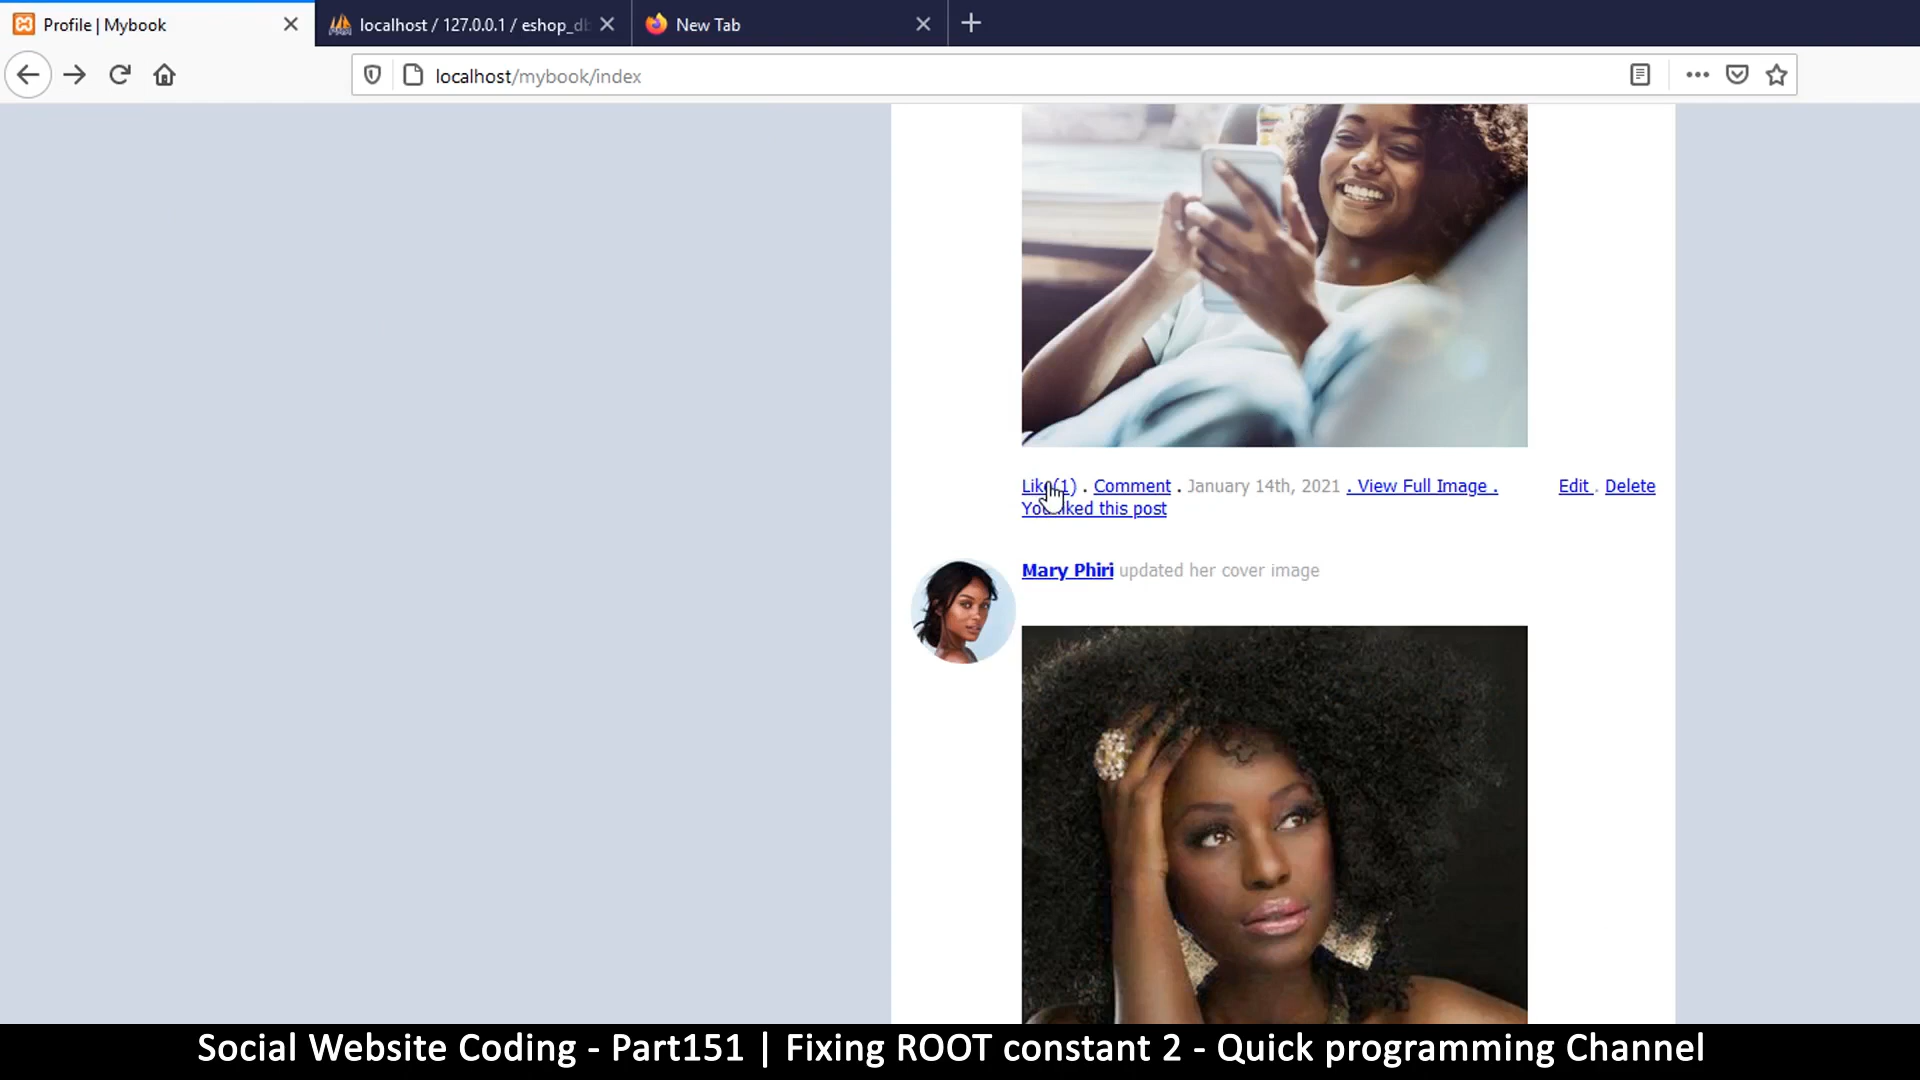 Profile | Mybook
localhost / 127.0.0.1 / eshop_db
New Tab
localhost/mybook/index
Like(1) . Comment . January 14th, 2021 . View Full Image .
Edit . Delete
You liked this post
Mary Phiri updated her cover image
Social Website Coding - Part151 | Fixing ROOT constant 2 - Quick programming Channel